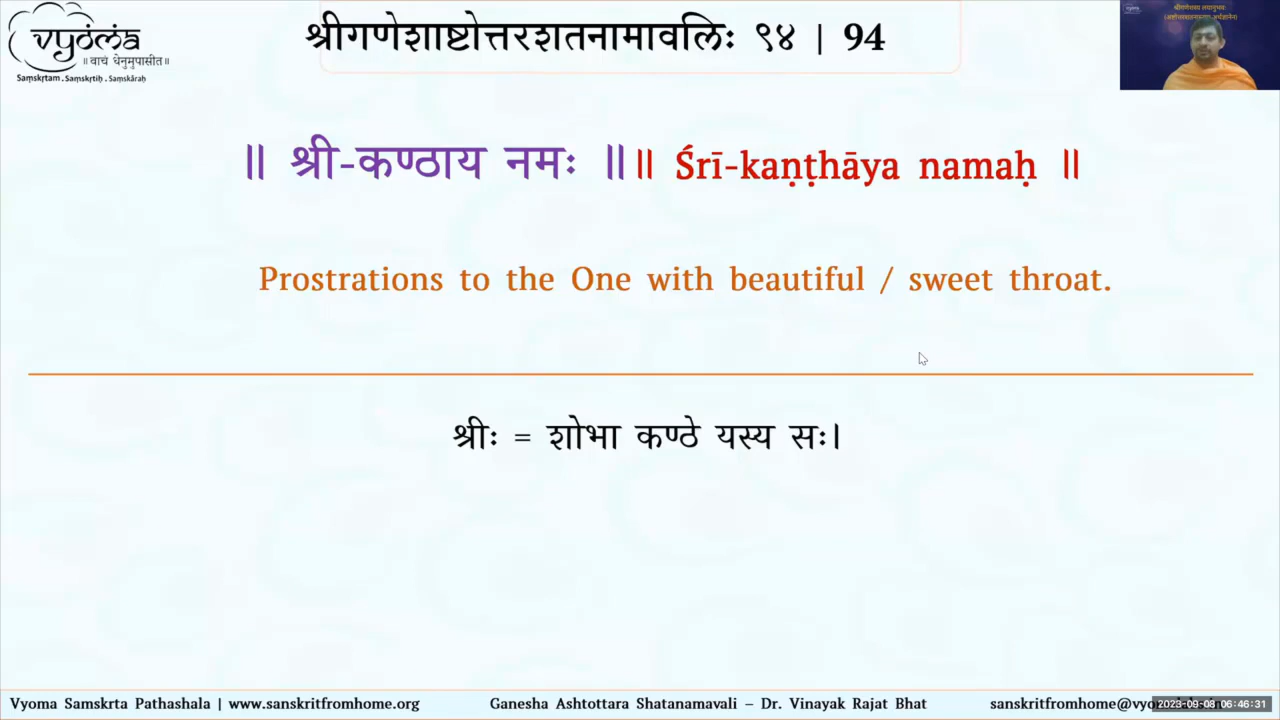 vyoma
॥ वाचं धेनुमुपासीत॥
Saṃskṛtam . Saṃskṛtiḥ . Saṃskāraḥ
श्रीगणेशाष्टोत्तरशतनामावलिः ९४ | 94
॥ श्री-कण्ठाय नमः ॥॥ Śrī-kaṇṭhāya namaḥ ॥
Prostrations to the One with beautiful / sweet throat.
श्रीः = शोभा कण्ठे यस्य सः।
Vyoma Samskrta Pathashala | www.sanskritfromhome.org Ganesha Ashtottara Shatanamavali – Dr. Vinayak Rajat Bhat sanskritfromhome@vyo
2023-09-08 06:46:31